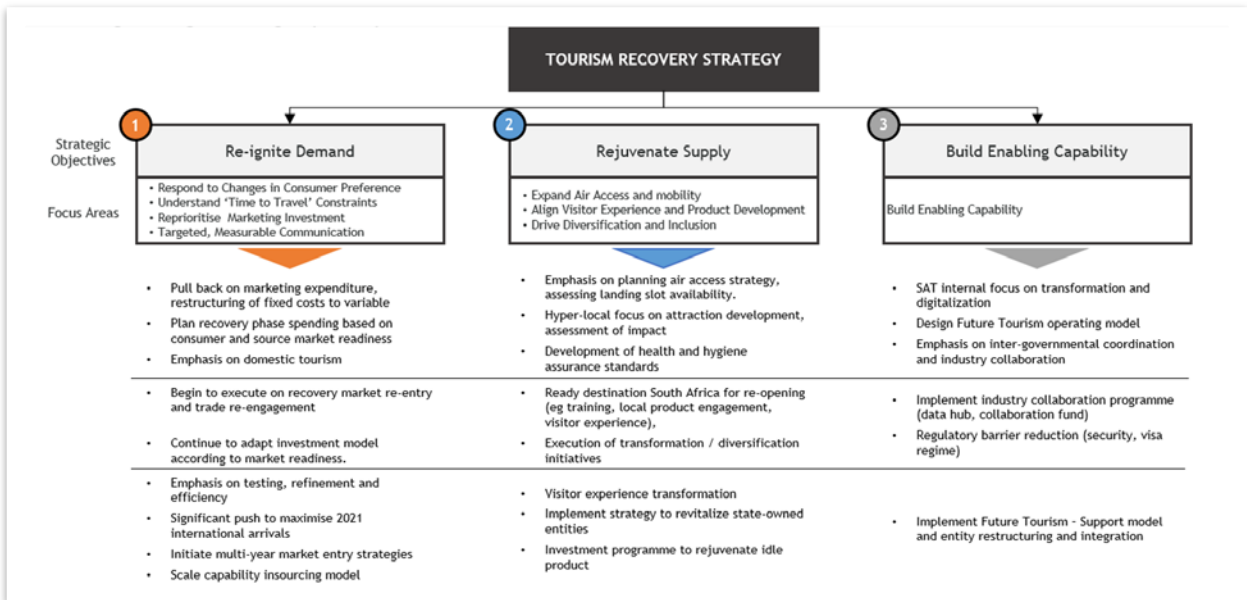 TOURISM RECOVERY STRATEGY
Strategic
Objectives
1
Re-ignite Demand
2
Rejuvenate Supply
3
Build Enabling Capability
Focus Areas
• Respond to Changes in Consumer Preference
• Understand ‘Time to Travel’ Constraints
• Reprioritise Marketing Investment
• Targeted, Measurable Communication
• Expand Air Access and mobility
• Align Visitor Experience and Product Development
• Drive Diversification and Inclusion
Build Enabling Capability
• Pull back on marketing expenditure,
restructuring of fixed costs to variable
• Plan recovery phase spending based on
consumer and source market readiness
• Emphasis on domestic tourism
• Emphasis on planning air access strategy,
assessing landing slot availability.
• Hyper-local focus on attraction development,
assessment of impact
• Development of health and hygiene
assurance standards
• SAT internal focus on transformation and
digitalization
• Design Future Tourism operating model
• Emphasis on inter-governmental coordination
and industry collaboration
• Begin to execute on recovery market re-entry
and trade re-engagement
• Continue to adapt investment model
according to market readiness.
• Ready destination South Africa for re-opening
(eg training, local product engagement,
visitor experience),
• Execution of transformation / diversification
initiatives
• Implement industry collaboration programme
(data hub, collaboration fund)
• Regulatory barrier reduction (security, visa
regime)
• Emphasis on testing, refinement and
efficiency
• Significant push to maximise 2021
international arrivals
• Initiate multi-year market entry strategies
• Scale capability insourcing model
• Visitor experience transformation
• Implement strategy to revitalize state-owned
entities
• Investment programme to rejuvenate idle
product
• Implement Future Tourism - Support model
and entity restructuring and integration